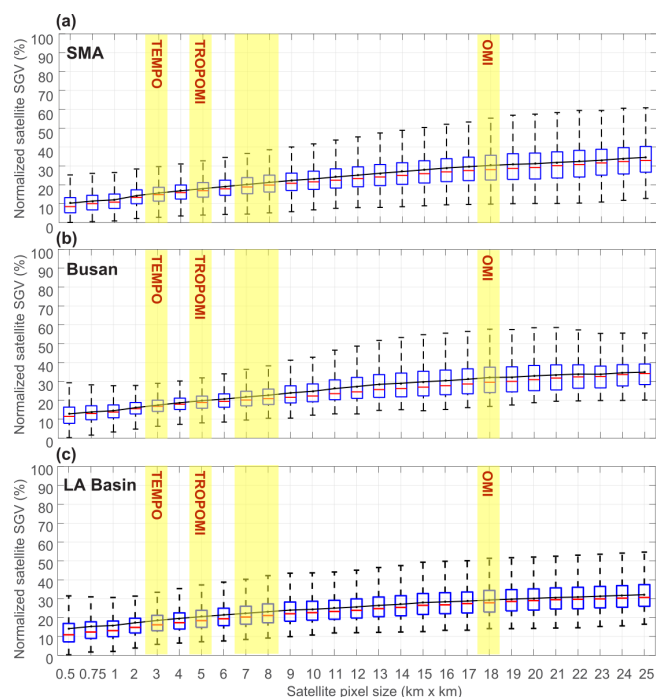 (a)
SMA
TEMPO
TROPOMI
OMI
Normalized satellite SGV (%)
100
90
80
70
60
50
40
30
20
10
0
(b)
Busan
TEMPO
TROPOMI
OMI
Normalized satellite SGV (%)
100
90
80
70
60
50
40
30
20
10
0
(c)
LA Basin
TEMPO
TROPOMI
OMI
Normalized satellite SGV (%)
100
90
80
70
60
50
40
30
20
10
0
0.5 0.75 1 2 3 4 5 6 7 8 9 10 11 12 13 14 15 16 17 18 19 20 21 22 23 24 25
Satellite pixel size (km x km)